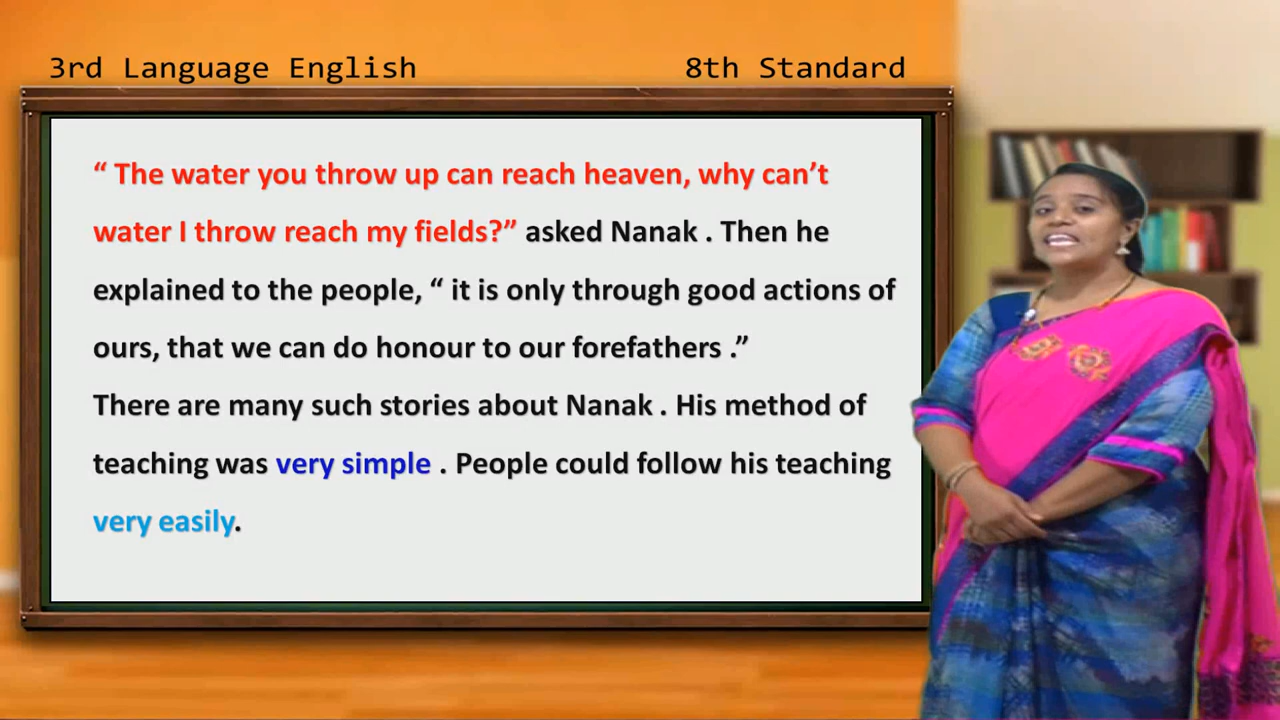 3rd Language English 8th Standard
“ The water you throw up can reach heaven, why can’t
water I throw reach my fields?” asked Nanak . Then he
explained to the people, “ it is only through good actions of
ours, that we can do honour to our forefathers .”
There are many such stories about Nanak . His method of
teaching was very simple . People could follow his teaching
very easily.